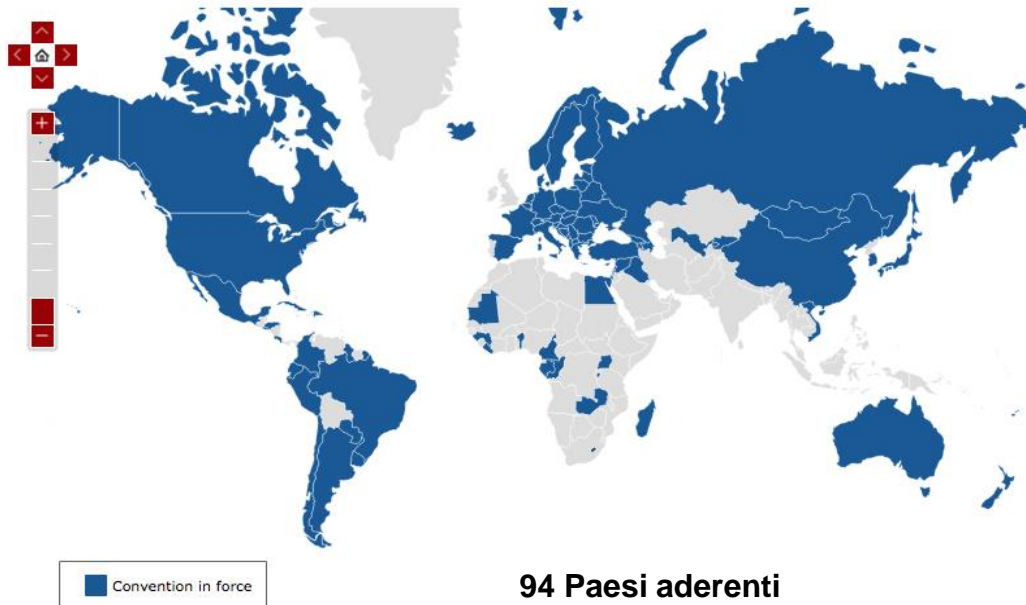 +
−
Convention in force
94 Paesi aderenti